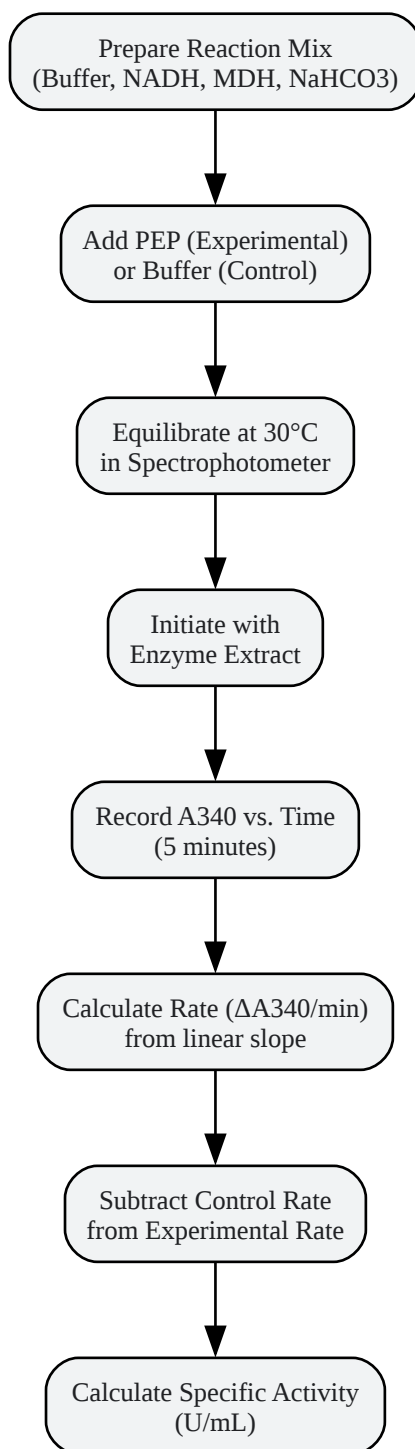 Prepare Reaction Mix
(Buffer, NADH, MDH, NaHCO3)
Add PEP (Experimental)
or Buffer (Control)
Equilibrate at 30°C
in Spectrophotometer
Initiate with
Enzyme Extract
Record A340 vs. Time
(5 minutes)
Calculate Rate (ΔA340/min)
from linear slope
Subtract Control Rate
from Experimental Rate
Calculate Specific Activity
(U/mL)